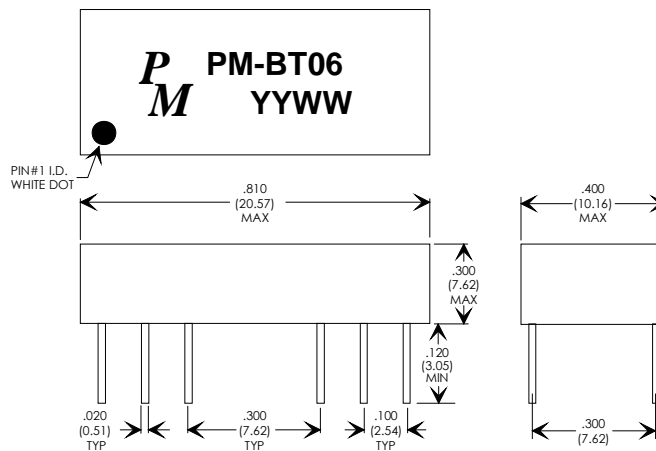 P
M
PM-BT06
YYWW
PIN#1 I.D.
WHITE DOT
.810
(20.57)
MAX
.400
(10.16)
MAX
.300
(7.62)
MAX
.120
(3.05)
MIN
.020
(0.51)
TYP
.300
(7.62)
TYP
.100
(2.54)
TYP
.300
(7.62)